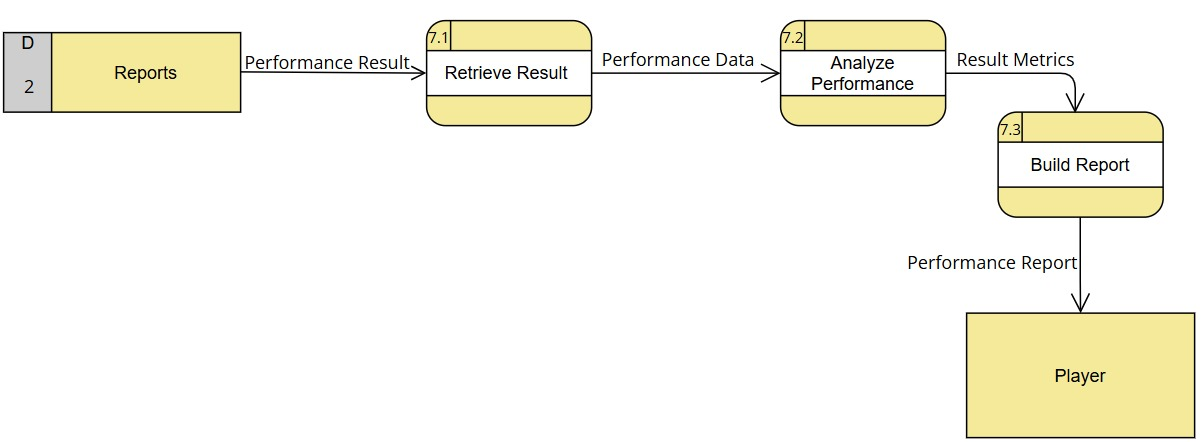 D
2
Reports
Performance Result
7.1
Retrieve Result
Performance Data
7.2
Analyze
Performance
Result Metrics
7.3
Build Report
Performance Report
Player